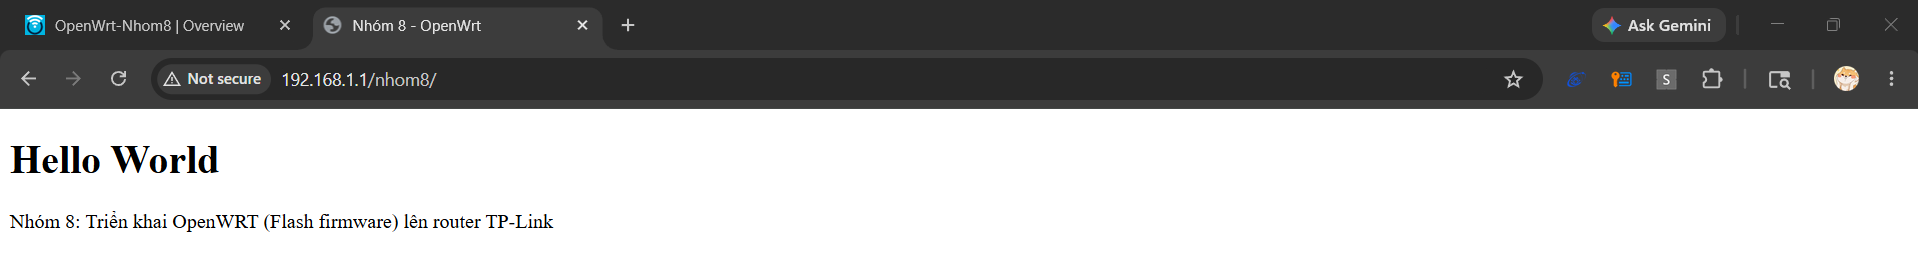 OpenWrt-Nhom8 | Overview
Nhóm 8 - OpenWrt
Ask Gemini
Not secure
192.168.1.1/nhom8/
S
Hello World
Nhóm 8: Triển khai OpenWRT (Flash firmware) lên router TP-Link